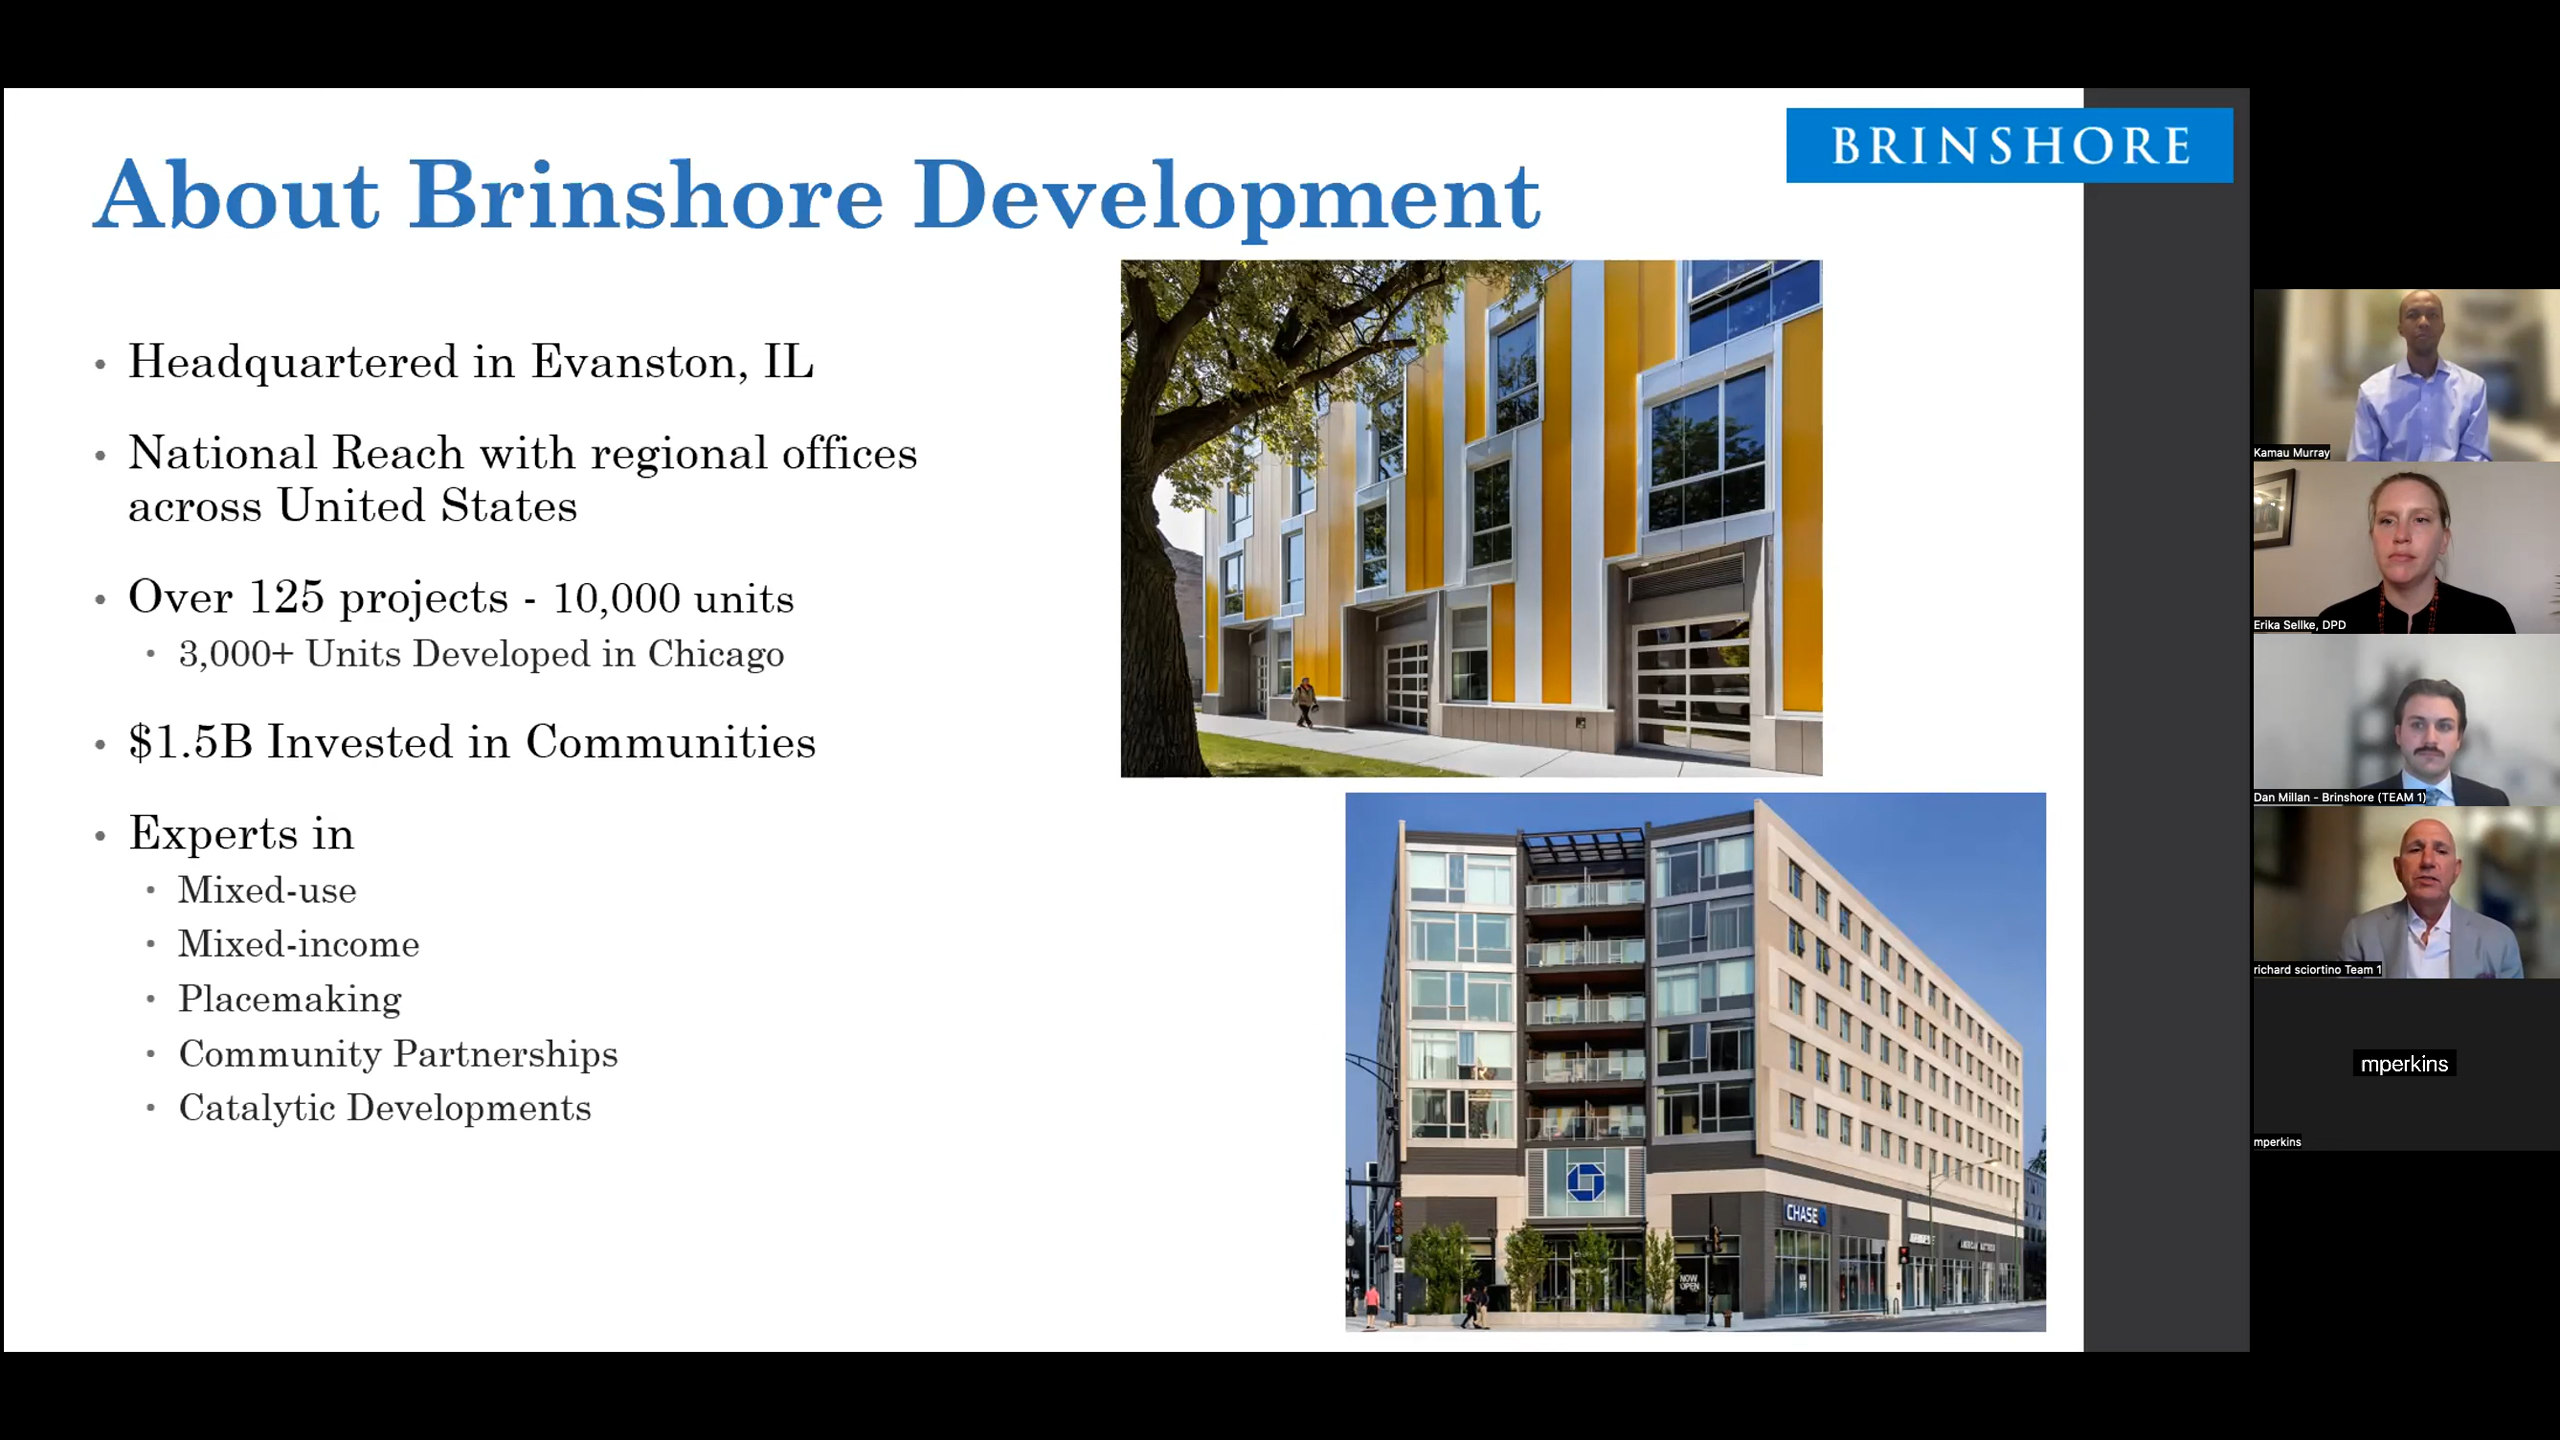 BRINSHORE
About Brinshore Development
• Headquartered in Evanston, IL
• National Reach with regional offices
across United States
• Over 125 projects - 10,000 units
• 3,000+ Units Developed in Chicago
• $1.5B Invested in Communities
• Experts in
• Mixed-use
• Mixed-income
• Placemaking
• Community Partnerships
• Catalytic Developments
CHASE
NOW
OPEN
Kamau Murray
Erika Sellke, DPD
Dan Millan - Brinshore (TEAM 1)
richard sciortino Team 1
mperkins
mperkins